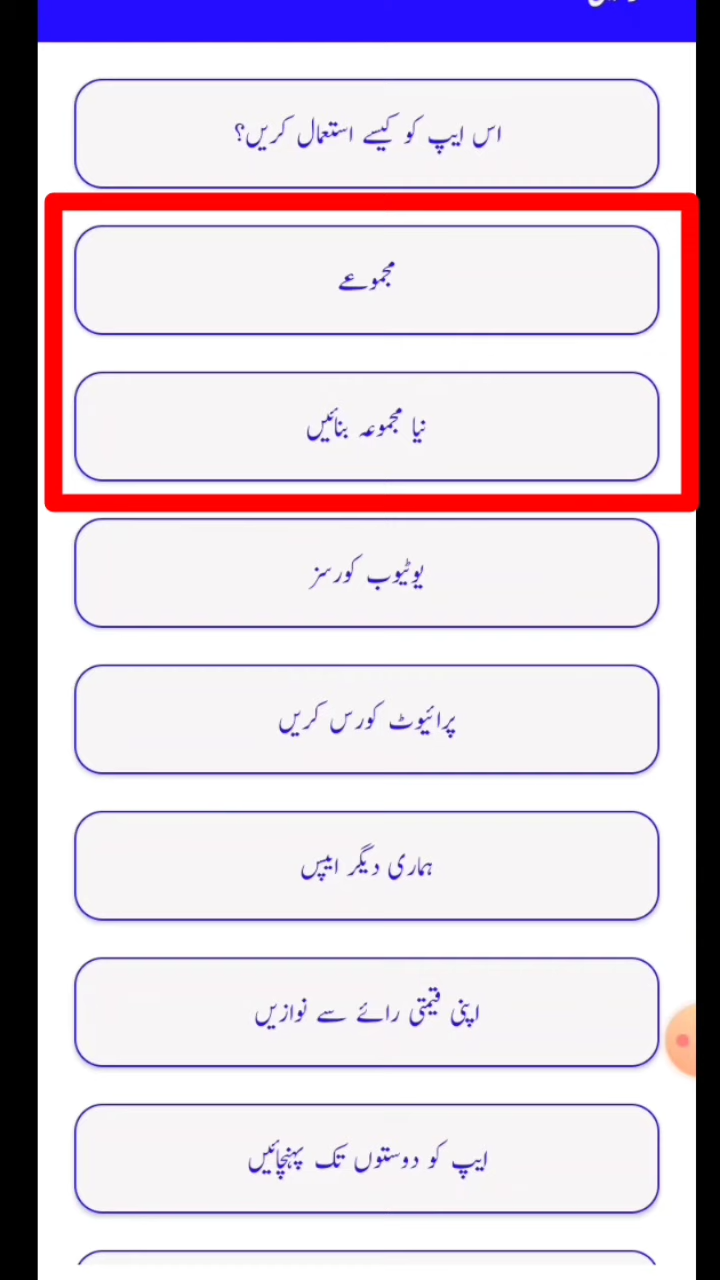 اس ایپ کو کیسے استعمال کریں؟
مجموعے
نیا مجموعہ بنائیں
یوٹیوب کورسز
پرائیوٹ کورس کریں
ہماری دیگر ایپس
اپنی قیمتی رائے سے نوازیں
ایپ کو دوستوں تک پہنچائیں